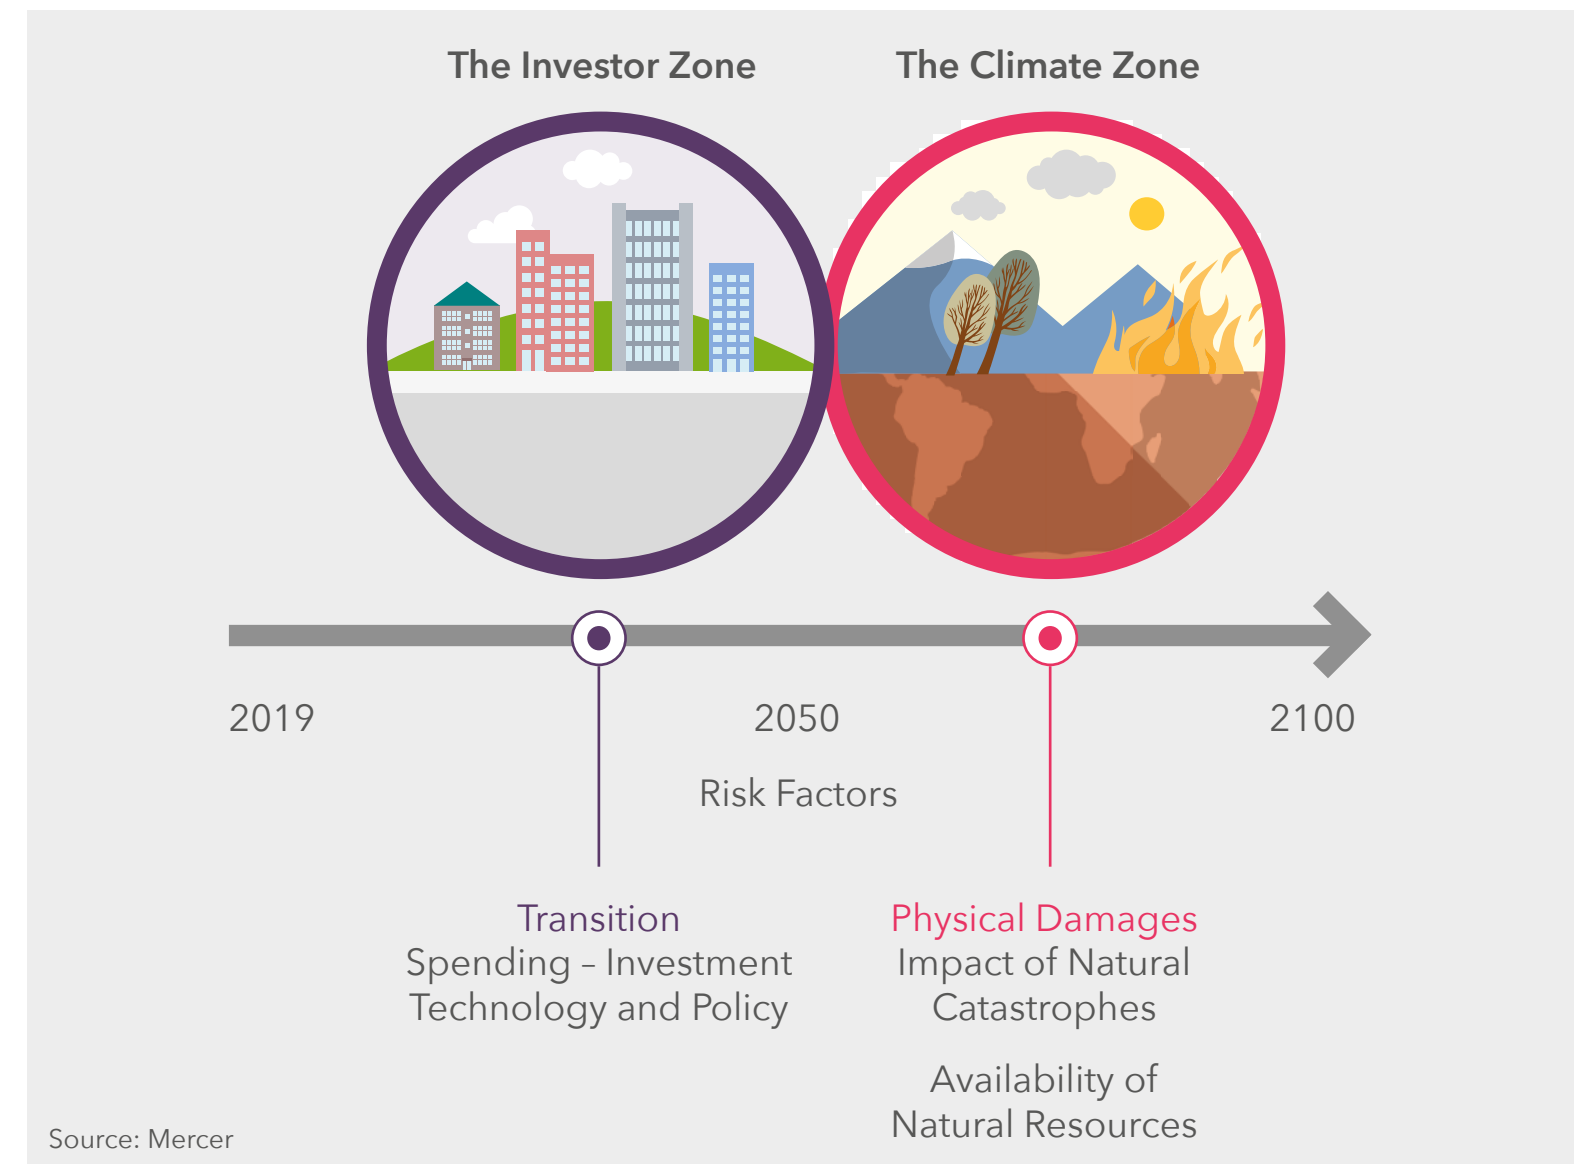 The Investor Zone
The Climate Zone
2019
2050
2100
Risk Factors
Transition
Spending – Investment
Technology and Policy
Physical Damages
Impact of Natural
Catastrophes
Availability of
Natural Resources
Source: Mercer